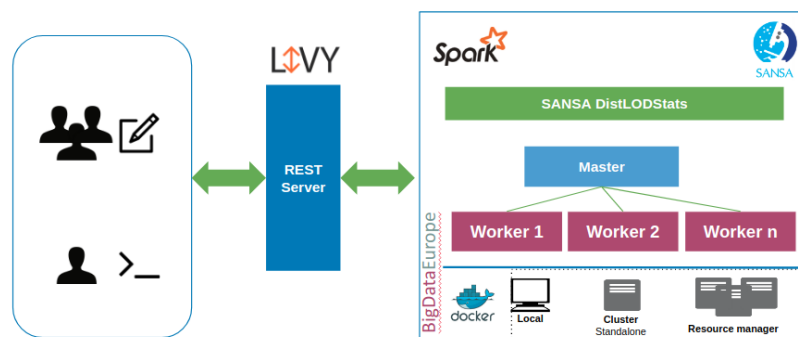 LIVY
REST
Server
Spark
SANSA
SANSA DistLODStats
Master
Worker 1
Worker 2
Worker n
BigDataEurope
docker
Local
Cluster
Standalone
Resource manager